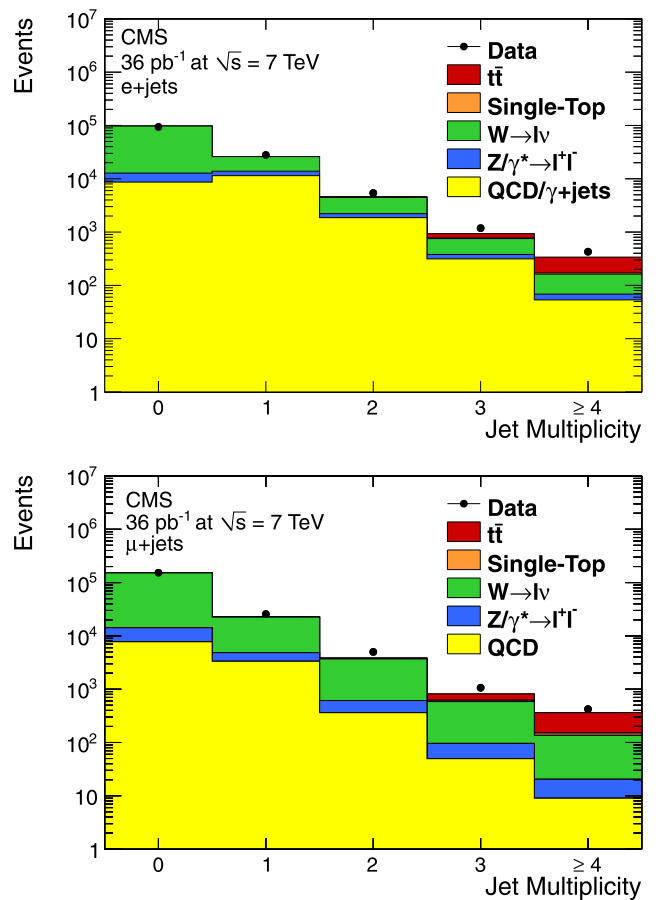 Events
10⁷
10⁶
10⁵
10⁴
10³
10²
10
1
CMS
36 pb⁻¹ at √s = 7 TeV
e+jets
Data
tt̄
Single-Top
W→lν
Z/γ*→l⁺l⁻
QCD/γ+jets
0 1 2 3 ≥ 4
Jet Multiplicity
Events
10⁷
10⁶
10⁵
10⁴
10³
10²
10
1
CMS
36 pb⁻¹ at √s = 7 TeV
μ+jets
Data
tt̄
Single-Top
W→lν
Z/γ*→l⁺l⁻
QCD
0 1 2 3 ≥ 4
Jet Multiplicity